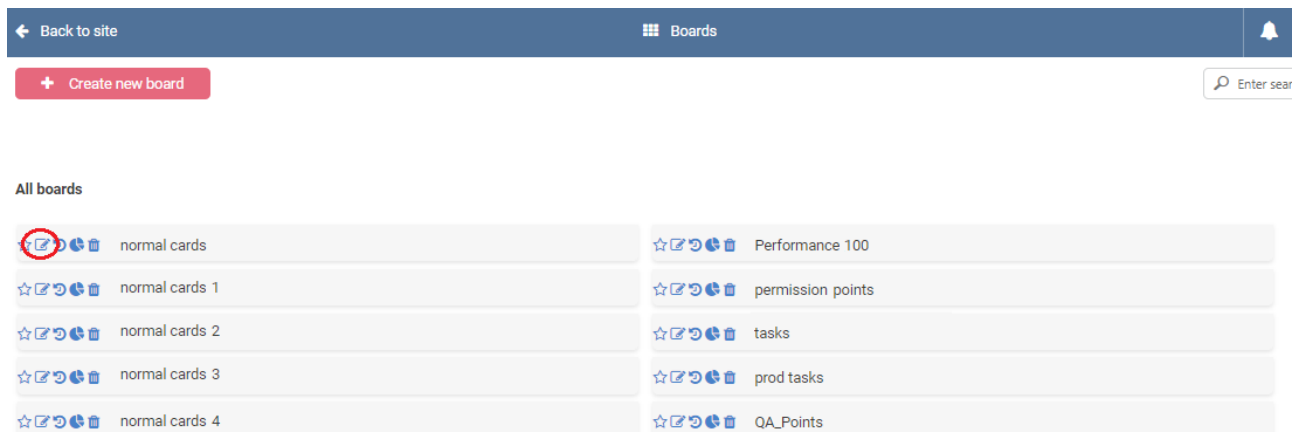 Back to site
Boards
Create new board
Enter sear
All boards
normal cards
Performance 100
normal cards 1
permission points
normal cards 2
tasks
normal cards 3
prod tasks
normal cards 4
QA_Points